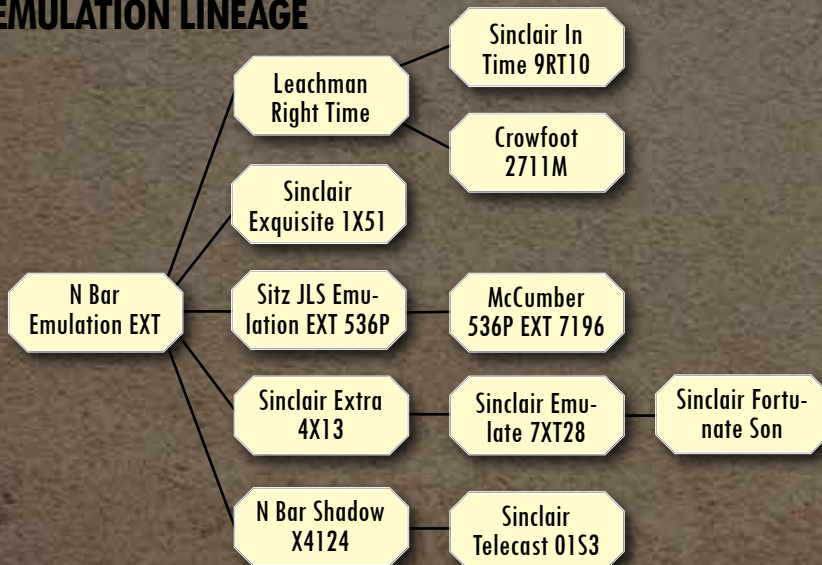 EMULATION LINEAGE
Sinclair In
Time 9RT10
Leachman
Right Time
Crowfoot
2711M
Sinclair
Exquisite 1X51
N Bar
Emulation EXT
Sitz JLS Emu-
lation EXT 536P
McCumber
536P EXT 7196
Sinclair Extra
4X13
Sinclair Emu-
late 7XT28
Sinclair Fortu-
nate Son
N Bar Shadow
X4124
Sinclair
Telecast 01S3